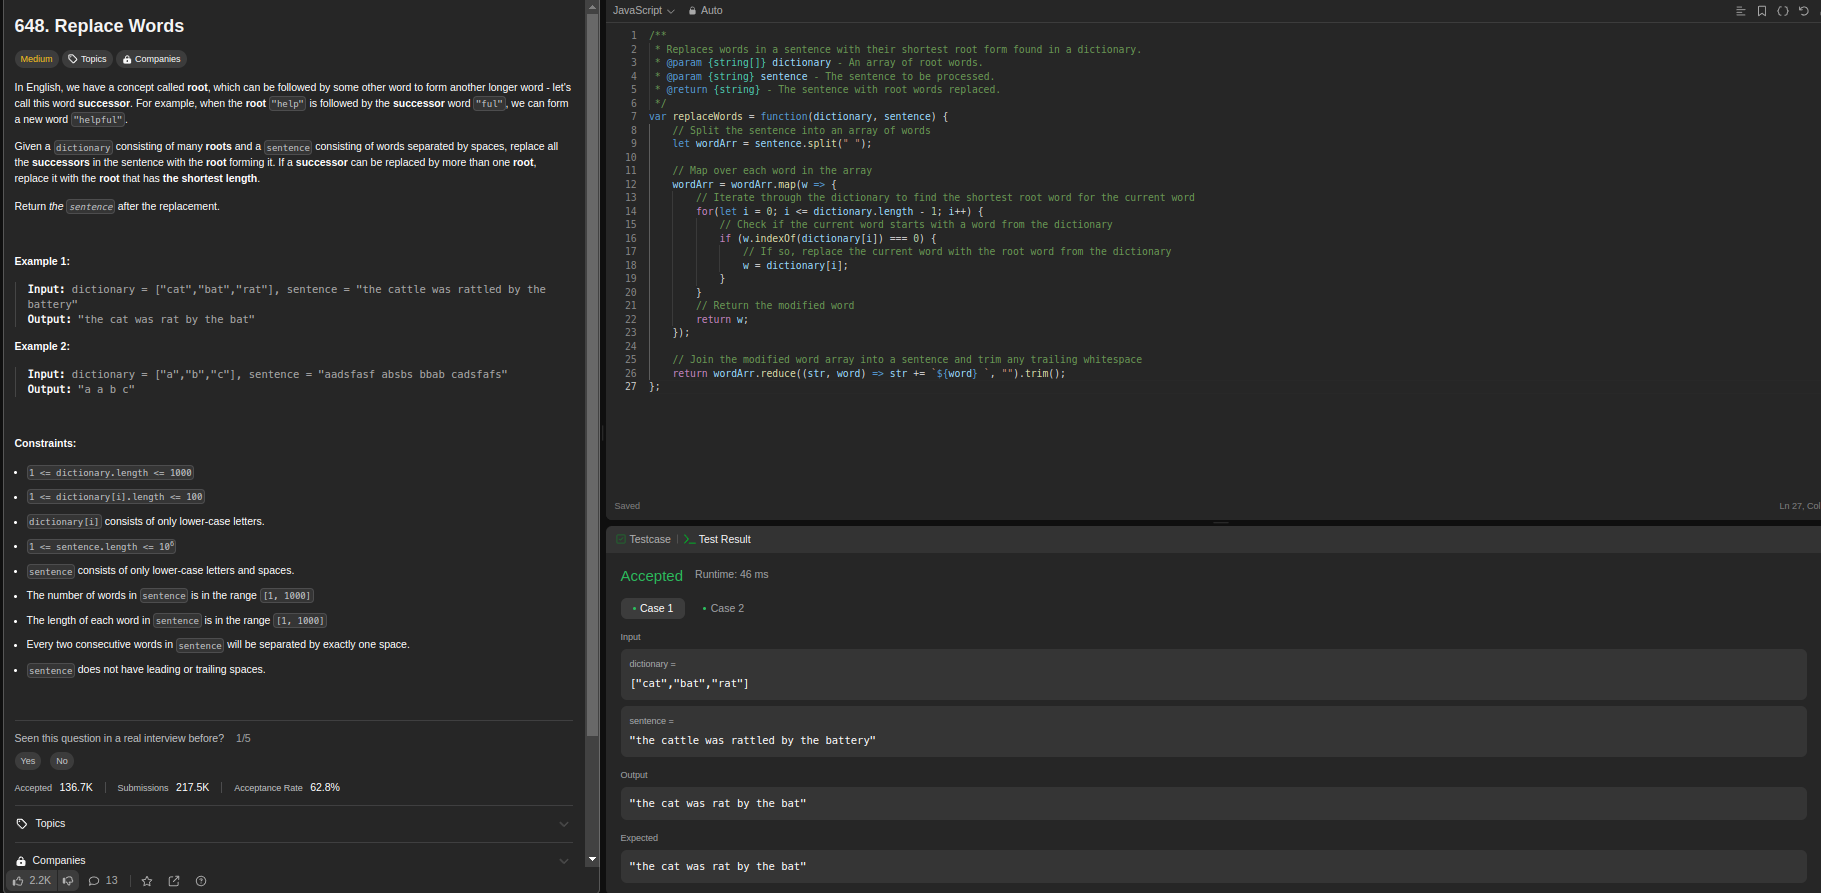 648. Replace Words
Medium Topics Companies
In English, we have a concept called root, which can be followed by some other word to form another longer word - let's
call this word successor. For example, when the root "help" is followed by the successor word "ful", we can form
a new word "helpful".
Given a dictionary consisting of many roots and a sentence consisting of words separated by spaces, replace all
the successors in the sentence with the root forming it. If a successor can be replaced by more than one root,
replace it with the root that has the shortest length.
Return the sentence after the replacement.
Example 1:
Input: dictionary = ["cat","bat","rat"], sentence = "the cattle was rattled by the
battery"
Output: "the cat was rat by the bat"
Example 2:
Input: dictionary = ["a","b","c"], sentence = "aadsfasf absbs bbab cadsfafs"
Output: "a a b c"
Constraints:
• 1 <= dictionary.length <= 1000
• 1 <= dictionary[i].length <= 100
• dictionary[i] consists of only lower-case letters.
• 1 <= sentence.length <= 10^6
• sentence consists of only lower-case letters and spaces.
• The number of words in sentence is in the range [1, 1000]
• The length of each word in sentence is in the range [1, 1000]
• Every two consecutive words in sentence will be separated by exactly one space.
• sentence does not have leading or trailing spaces.
Seen this question in a real interview before? 1/5
Yes No
Accepted 136.7K Submissions 217.5K Acceptance Rate 62.8%
Topics
Companies
2.2K 13
JavaScript Auto
1 /**
2  * Replaces words in a sentence with their shortest root form found in a dictionary.
3  * @param {string[]} dictionary - An array of root words.
4  * @param {string} sentence - The sentence to be processed.
5  * @return {string} - The sentence with root words replaced.
6  */
7 var replaceWords = function(dictionary, sentence) {
8     // Split the sentence into an array of words
9     let wordArr = sentence.split(" ");
10
11     // Map over each word in the array
12     wordArr = wordArr.map(w => {
13         // Iterate through the dictionary to find the shortest root word for the current word
14         for(let i = 0; i <= dictionary.length - 1; i++) {
15             // Check if the current word starts with a word from the dictionary
16             if (w.indexOf(dictionary[i]) === 0) {
17                 // If so, replace the current word with the root word from the dictionary
18                 w = dictionary[i];
19             }
20         }
21         // Return the modified word
22         return w;
23     });
24
25     // Join the modified word array into a sentence and trim any trailing whitespace
26     return wordArr.reduce((str, word) => str += `${word} `, "").trim();
27 };
Saved Ln 27, Col
Testcase | >_ Test Result
Accepted Runtime: 46 ms
• Case 1 • Case 2
Input
dictionary =
["cat","bat","rat"]
sentence =
"the cattle was rattled by the battery"
Output
"the cat was rat by the bat"
Expected
"the cat was rat by the bat"